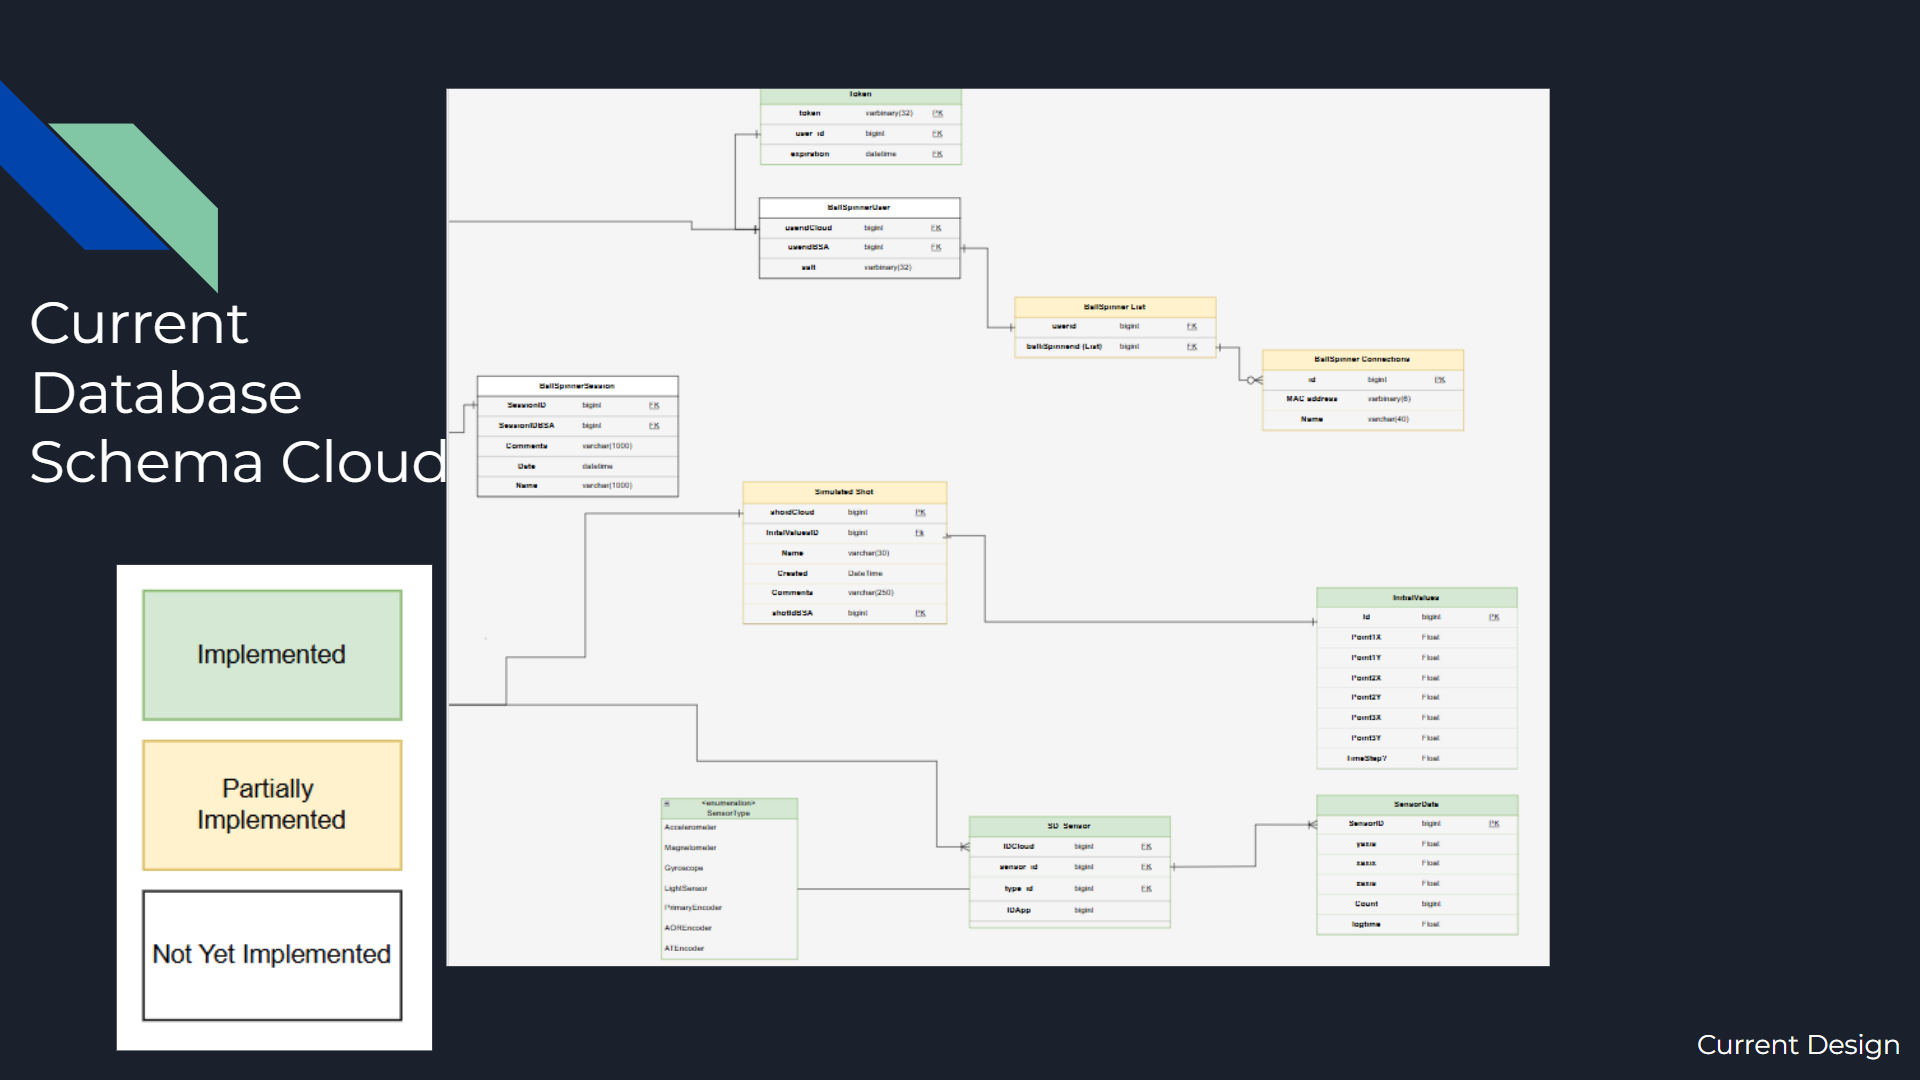 Current
Database
Schema Cloud
Implemented
Partially
Implemented
Not Yet Implemented
Token
token varbinary(32) PK
user_id bigint FK
expiration datetime FK
BallSpinnerUser
useridCloud bigint FK
useridBSA bigint FK
salt varbinary(32)
BallSpinner List
userid bigint FK
ballSpinnerid (List) bigint FK
BallSpinner Connections
id bigint PK
MAC address varbinary(6)
Name varchar(40)
BallSpinnerSession
SessionID bigint FK
SessionIDBSA bigint FK
Comments varchar(1000)
Date datetime
Name varchar(1000)
Simulated Shot
shotidCloud bigint PK
InitalValuesID bigint Fk
Name varchar(30)
Created DateTime
Comments varchar(250)
shotIdBSA bigint PK
InitialValues
Id bigint PK
Point1X Float
Point1Y Float
Point2X Float
Point2Y Float
Point3X Float
Point3Y Float
TimeStep? Float
<enumeration>
SensorType
Accelerometer
Magnetometer
Gyroscope
LightSensor
PrimaryEncoder
AOREncoder
ATEncoder
SD_Sensor
IDCloud bigint FK
sensor_id bigint FK
type_id bigint FK
IDApp bigint
SensorData
SensorID bigint PK
yaxis Float
xaxis Float
zaxis Float
Count bigint
logtime Float
Current Design